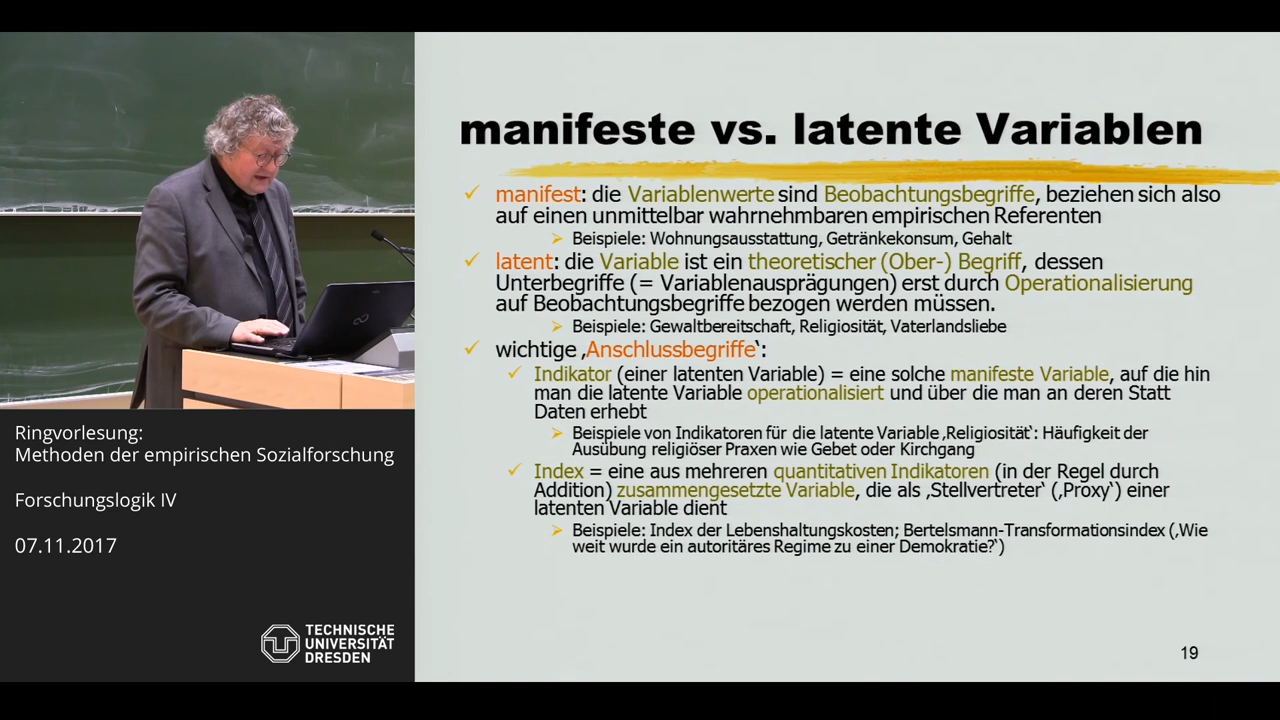 manifeste vs. latente Variablen
manifest: die Variablenwerte sind Beobachtungsbegriffe, beziehen sich also
auf einen unmittelbar wahrnehmbaren empirischen Referenten
Beispiele: Wohnungsausstattung, Getränkekonsum, Gehalt
latent: die Variable ist ein theoretischer (Ober-) Begriff, dessen
Unterbegriffe (= Variablenausprägungen) erst durch Operationalisierung
auf Beobachtungsbegriffe bezogen werden müssen.
Beispiele: Gewaltbereitschaft, Religiosität, Vaterlandsliebe
wichtige ‚Anschlussbegriffe‘:
Indikator (einer latenten Variable) = eine solche manifeste Variable, auf die hin
man die latente Variable operationalisiert und über die man an deren Statt
Daten erhebt
Beispiele von Indikatoren für die latente Variable ‚Religiosität‘: Häufigkeit der
Ausübung religiöser Praxen wie Gebet oder Kirchgang
Index = eine aus mehreren quantitativen Indikatoren (in der Regel durch
Addition) zusammengesetzte Variable, die als ‚Stellvertreter‘ (‚Proxy‘) einer
latenten Variable dient
Beispiele: Index der Lebenshaltungskosten; Bertelsmann-Transformationsindex (‚Wie
weit wurde ein autoritäres Regime zu einer Demokratie?‘)
19
Ringvorlesung:
Methoden der empirischen Sozialforschung
Forschungslogik IV
07.11.2017
TECHNISCHE
UNIVERSITÄT
DRESDEN